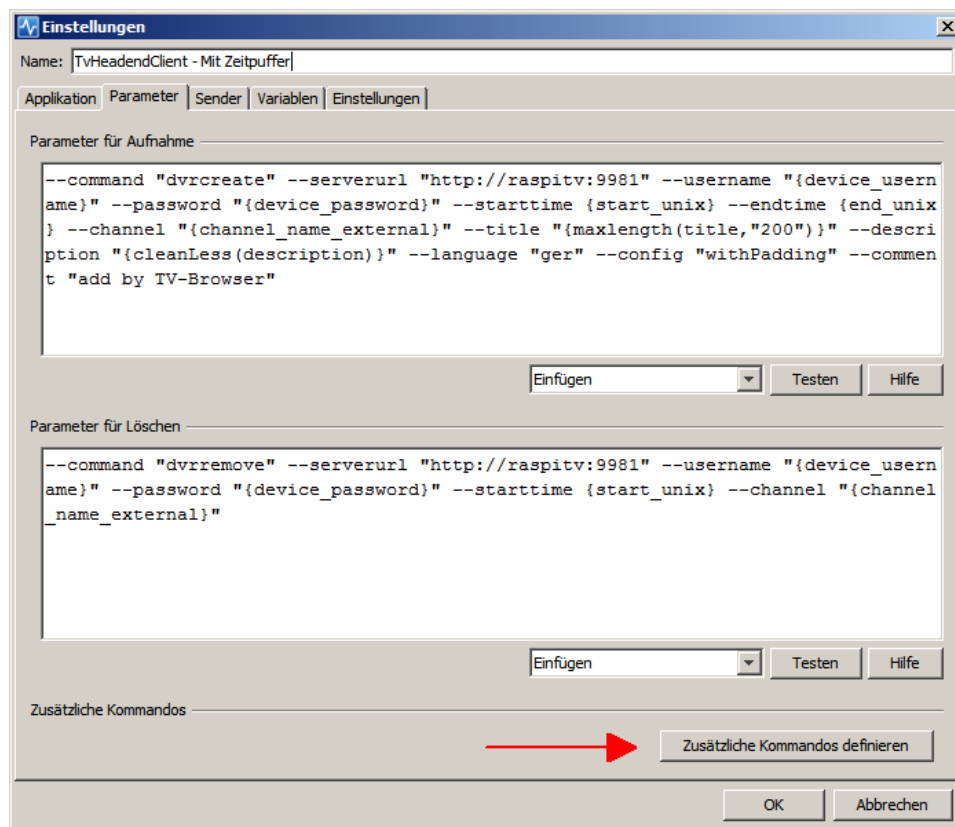 Einstellungen
Name: TvHeadendClient - Mit Zeitpuffer
Applikation Parameter Sender Variablen Einstellungen
Parameter für Aufnahme
--command "dvrcreate" --serverurl "http://raspitv:9981" --username "{device_usern
ame}" --password "{device_password}" --starttime {start_unix} --endtime {end_unix
} --channel "{channel_name_external}" --title "{maxlength(title,"200")}" --descri
ption "{cleanLess(description)}" --language "ger" --config "withPadding" --commen
t "add by TV-Browser"
Einfügen Testen Hilfe
Parameter für Löschen
--command "dvrremove" --serverurl "http://raspitv:9981" --username "{device_usern
ame}" --password "{device_password}" --starttime {start_unix} --channel "{channel
_name_external}"
Einfügen Testen Hilfe
Zusätzliche Kommandos
Zusätzliche Kommandos definieren
OK Abbrechen